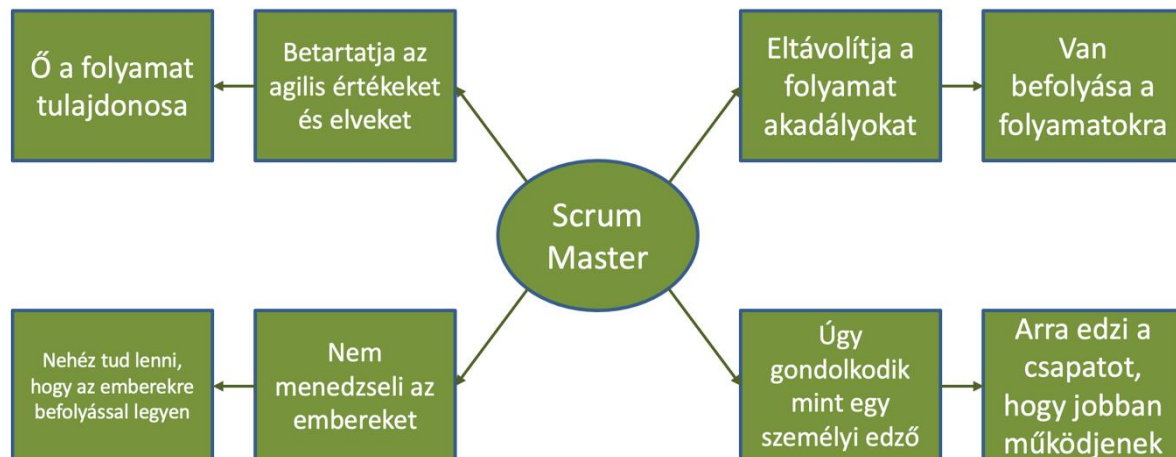 Ő a folyamat
tulajdonosa
Betartatja az
agilis értékeket
és elveket
Eltávolítja a
folyamat
akadályokat
Van
befolyása a
folyamatokra
Scrum
Master
Nehéz tud lenni,
hogy az emberekre
befolyással legyen
Nem
menedzseli az
embereket
Úgy
gondolkodik
mint egy
személyi edző
Arra edzi a
csapatot,
hogy jobban
működjenek